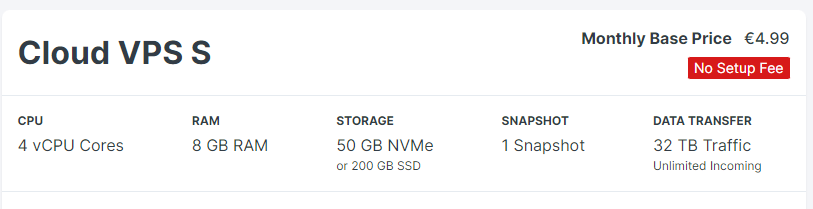 Cloud VPS S
Monthly Base Price €4.99
No Setup Fee
CPU
4 vCPU Cores
RAM
8 GB RAM
STORAGE
50 GB NVMe
or 200 GB SSD
SNAPSHOT
1 Snapshot
DATA TRANSFER
32 TB Traffic
Unlimited Incoming